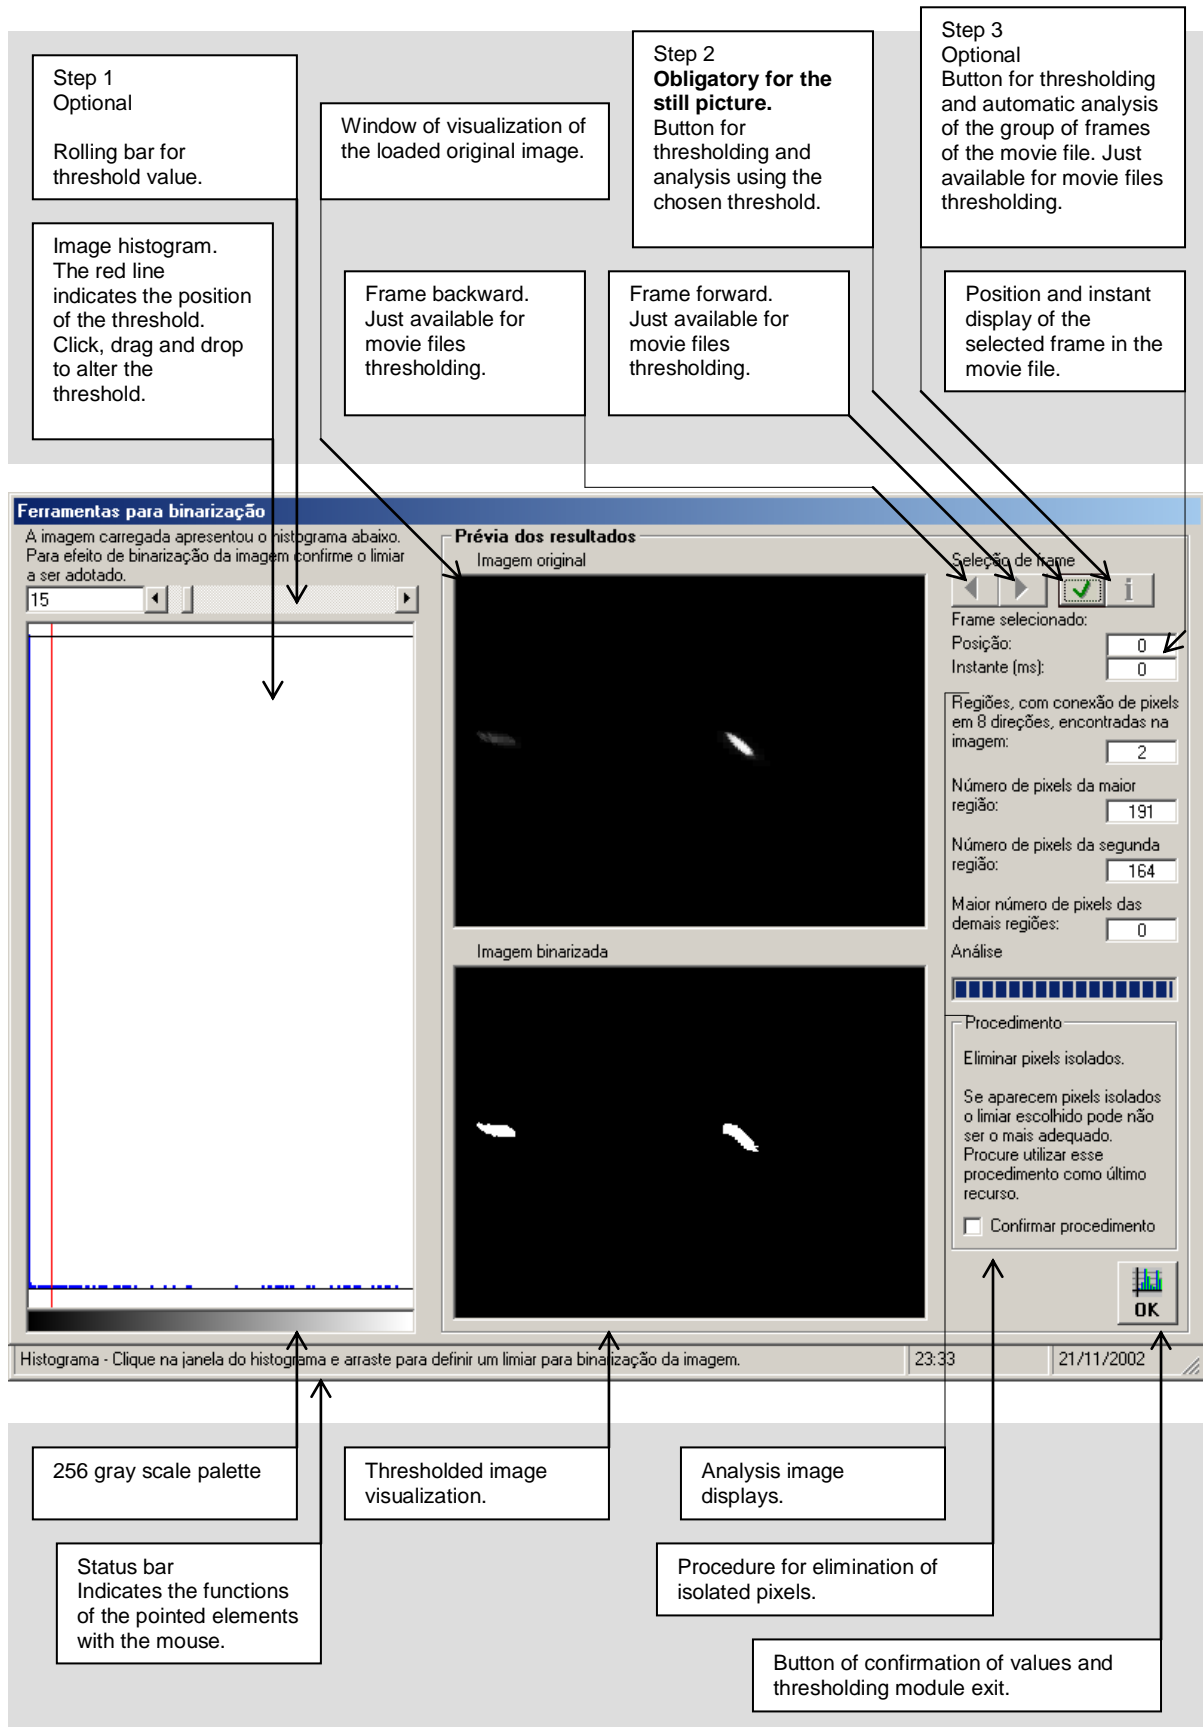 Step 1
Optional
Rolling bar for
threshold value.
Window of visualization of
the loaded original image.
Step 2
Obligatory for the
still picture.
Button for
thresholding and
analysis using the
chosen threshold.
Step 3
Optional
Button for thresholding
and automatic analysis
of the group of frames
of the movie file. Just
available for movie files
thresholding.
Image histogram.
The red line
indicates the position
of the threshold.
Click, drag and drop
to alter the
threshold.
Frame backward.
Just available for
movie files
thresholding.
Frame forward.
Just available for
movie files
thresholding.
Position and instant
display of the
selected frame in the
movie file.
Ferramentas para binarização
A imagem carregada apresentou o histograma abaixo.
Para efeito de binarização da imagem confirme o limiar
a ser adotado.
15
Prévia dos resultados
Imagem original
Imagem binarizada
Seleção de frame
i
Frame selecionado:
Posição: 0
Instante (ms): 0
Regiões, com conexão de pixels
em 8 direções, encontradas na
imagem: 2
Número de pixels da maior
região: 191
Número de pixels da segunda
região: 164
Maior número de pixels das
demais regiões: 0
Análise
Procedimento
Eliminar pixels isolados.
Se aparecem pixels isolados
o limiar escolhido pode não
ser o mais adequado.
Procure utilizar esse
procedimento como último
recurso.
Confirmar procedimento
OK
Histograma - Clique na janela do histograma e arraste para definir um limiar para binarização da imagem.
23:33
21/11/2002
256 gray scale palette
Thresholded image
visualization.
Analysis image
displays.
Status bar
Indicates the functions
of the pointed elements
with the mouse.
Procedure for elimination of
isolated pixels.
Button of confirmation of values and
thresholding module exit.